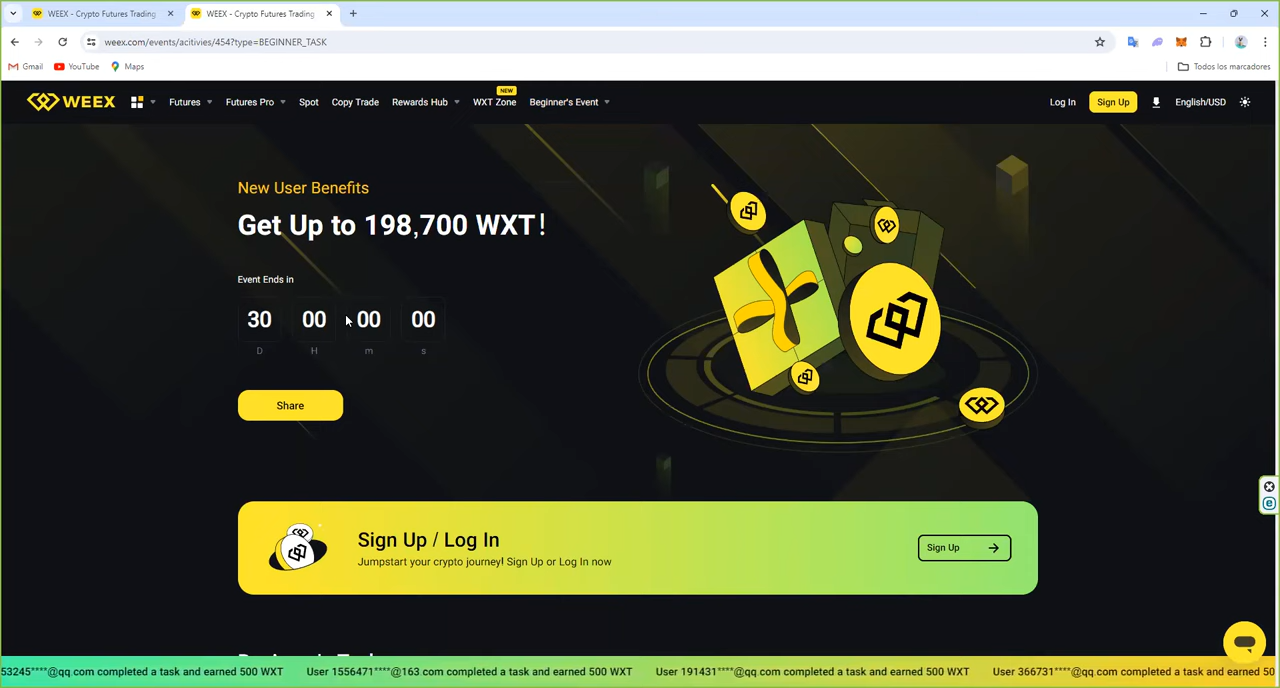 WEEX - Crypto Futures Trading
WEEX - Crypto Futures Trading
weex.com/events/acitivies/454?type=BEGINNER_TASK
Gmail
YouTube
Maps
Todos los marcadores
WEEX
Futures
Futures Pro
Spot
Copy Trade
Rewards Hub
NEW
WXT Zone
Beginner's Event
Log In
Sign Up
English/USD
New User Benefits
Get Up to 198,700 WXT!
Event Ends in
30 00 00 00
D H m s
Share
Sign Up / Log In
Jumpstart your crypto journey! Sign Up or Log In now
Sign Up
53245****@qq.com completed a task and earned 500 WXT User 1556471****@163.com completed a task and earned 500 WXT User 191431****@qq.com completed a task and earned 500 WXT User 366731****@qq.com completed a task and earned 50